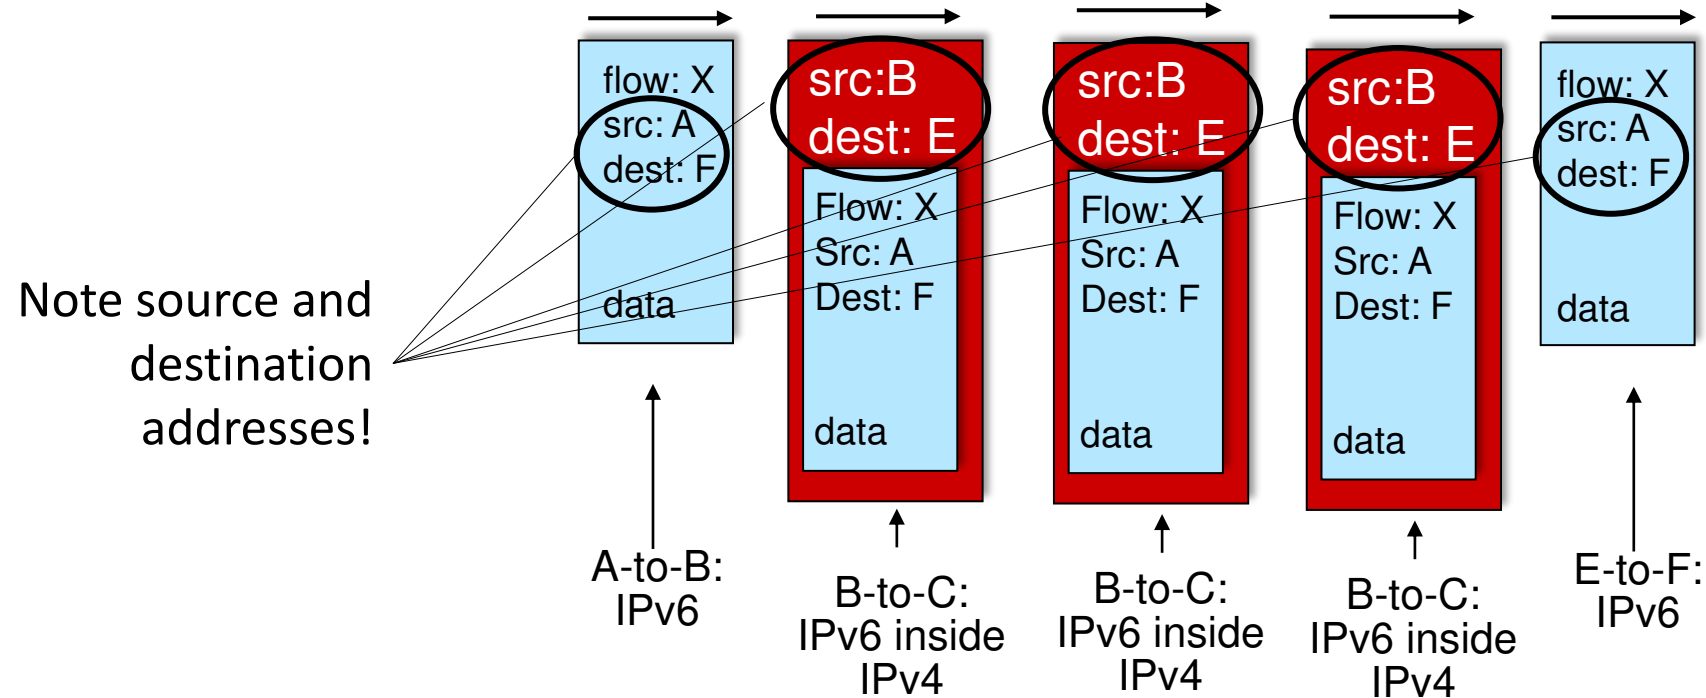 Note source and
destination
addresses!
flow: X
src: A
dest: F
data
A-to-B:
IPv6
src:B
dest: E
Flow: X
Src: A
Dest: F
data
B-to-C:
IPv6 inside
IPv4
src:B
dest: E
Flow: X
Src: A
Dest: F
data
B-to-C:
IPv6 inside
IPv4
src:B
dest: E
Flow: X
Src: A
Dest: F
data
B-to-C:
IPv6 inside
IPv4
flow: X
src: A
dest: F
data
E-to-F:
IPv6